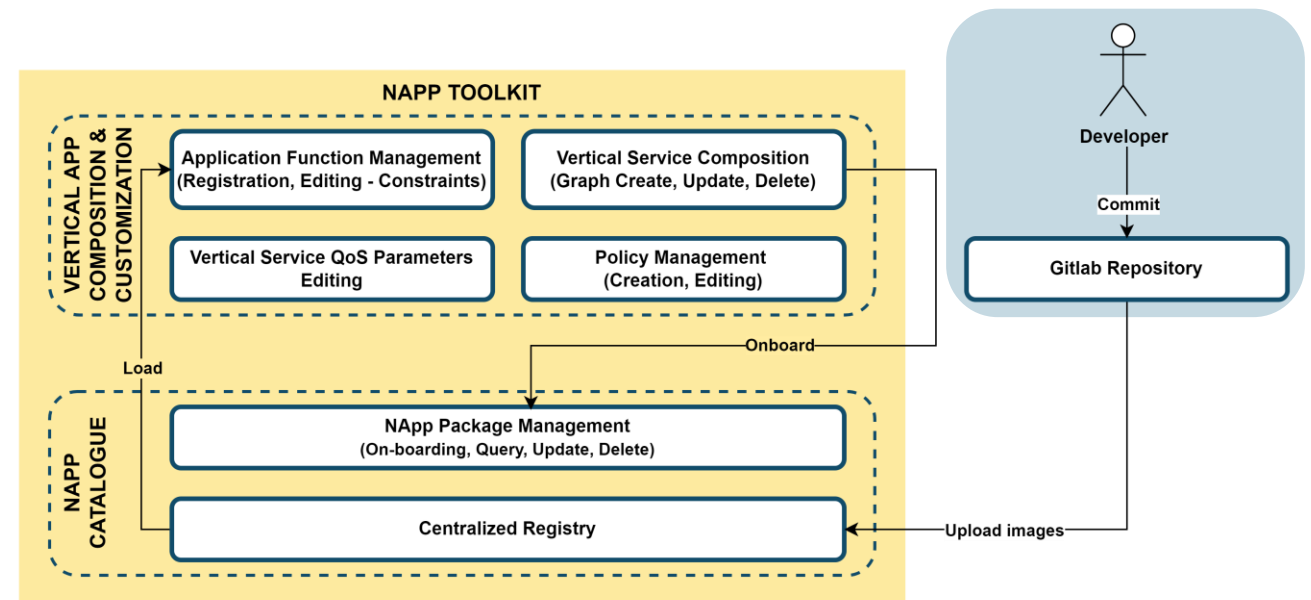 NAPP TOOLKIT
VERTICAL APP
COMPOSITION &
CUSTOMIZATION
Application Function Management
(Registration, Editing - Constraints)
Vertical Service Composition
(Graph Create, Update, Delete)
Vertical Service QoS Parameters
Editing
Policy Management
(Creation, Editing)
Developer
Commit
Gitlab Repository
Onboard
Load
NAPP
CATALOGUE
NApp Package Management
(On-boarding, Query, Update, Delete)
Centralized Registry
Upload images